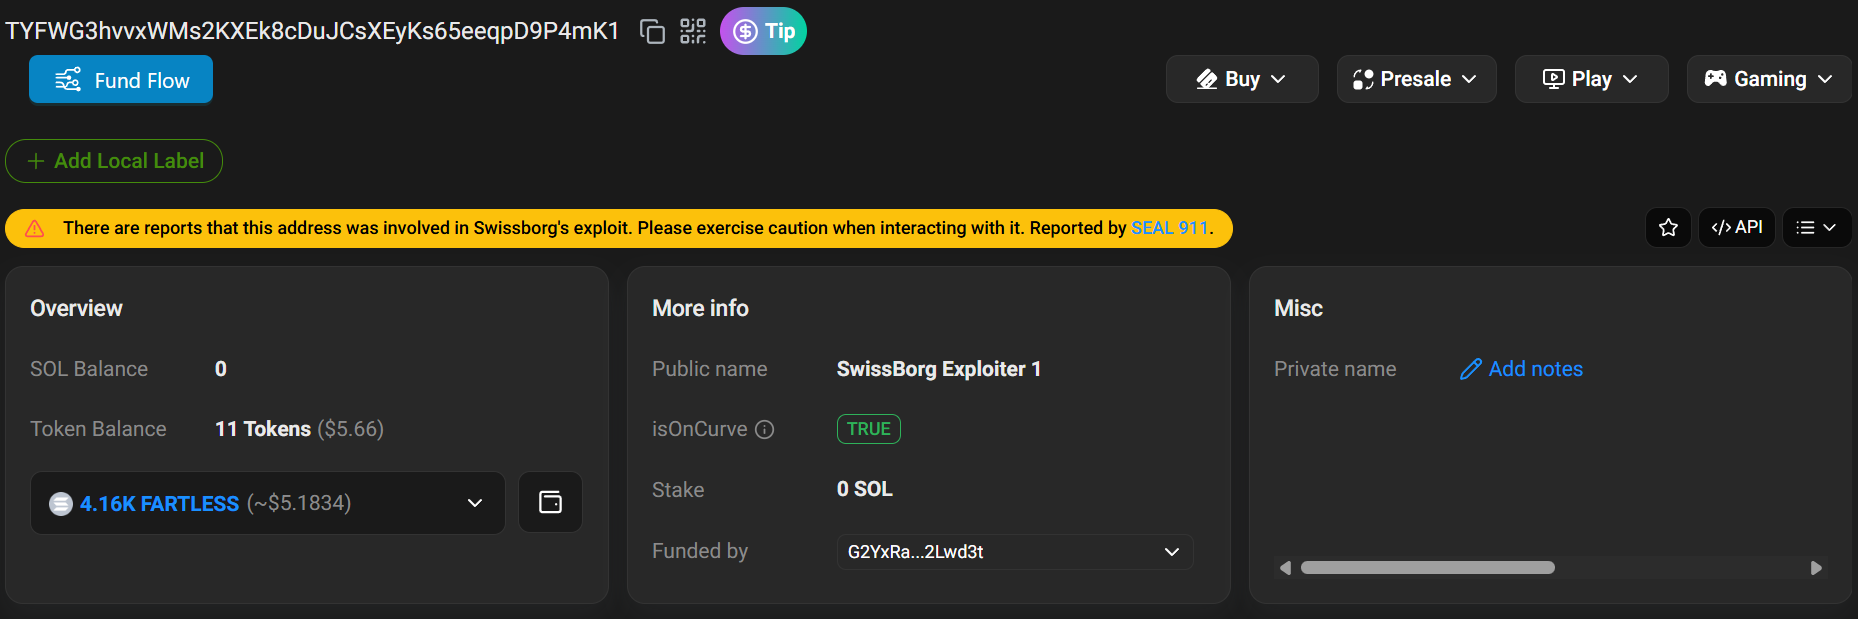 TYFWG3hvvxWMs2KXEk8cDuJCsXEyKs65eeqpD9P4mK1 Tip
Fund Flow
Buy Presale Play Gaming
+ Add Local Label
There are reports that this address was involved in Swissborg's exploit. Please exercise caution when interacting with it. Reported by SEAL 911.
</> API
Overview
SOL Balance 0
Token Balance 11 Tokens ($5.66)
4.16K FARTLESS (~$5.1834)
More info
Public name SwissBorg Exploiter 1
isOnCurve TRUE
Stake 0 SOL
Funded by G2YxRa...2Lwd3t
Misc
Private name Add notes